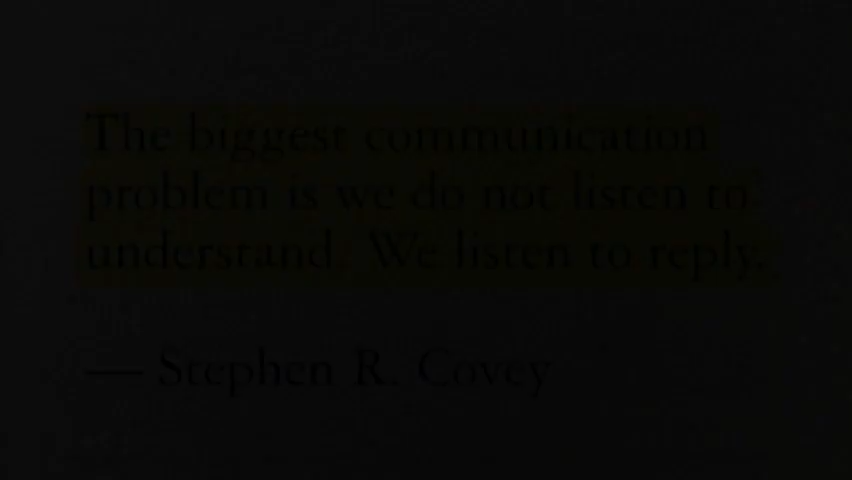 The biggest communication
problem is we do not listen to
understand. We listen to reply.
— Stephen R. Covey